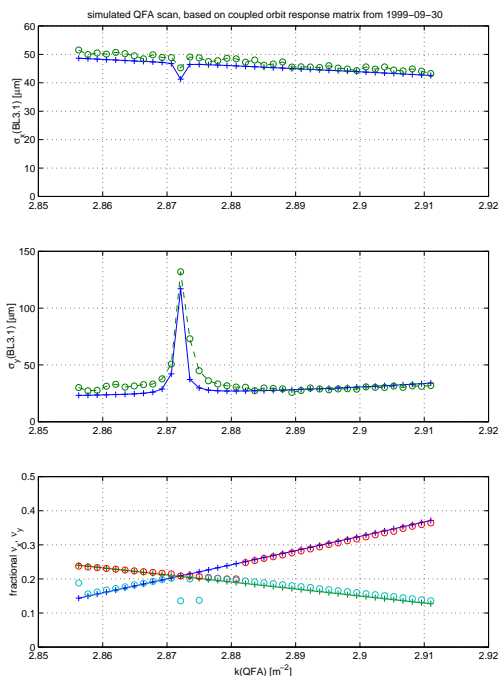 simulated QFA scan, based on coupled orbit response matrix from 1999−09−30
60
50
40
30
20
10
0
σx(BL3.1) [μm]
2.85 2.86 2.87 2.88 2.89 2.9 2.91 2.92
150
100
50
0
σy(BL3.1) [μm]
2.85 2.86 2.87 2.88 2.89 2.9 2.91 2.92
0.5
0.4
0.3
0.2
0.1
0
fractional νx, νy
2.85 2.86 2.87 2.88 2.89 2.9 2.91 2.92
k(QFA) [m−2]